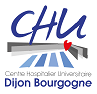 CHU
Centre Hospitalier Universitaire
Dijon Bourgogne